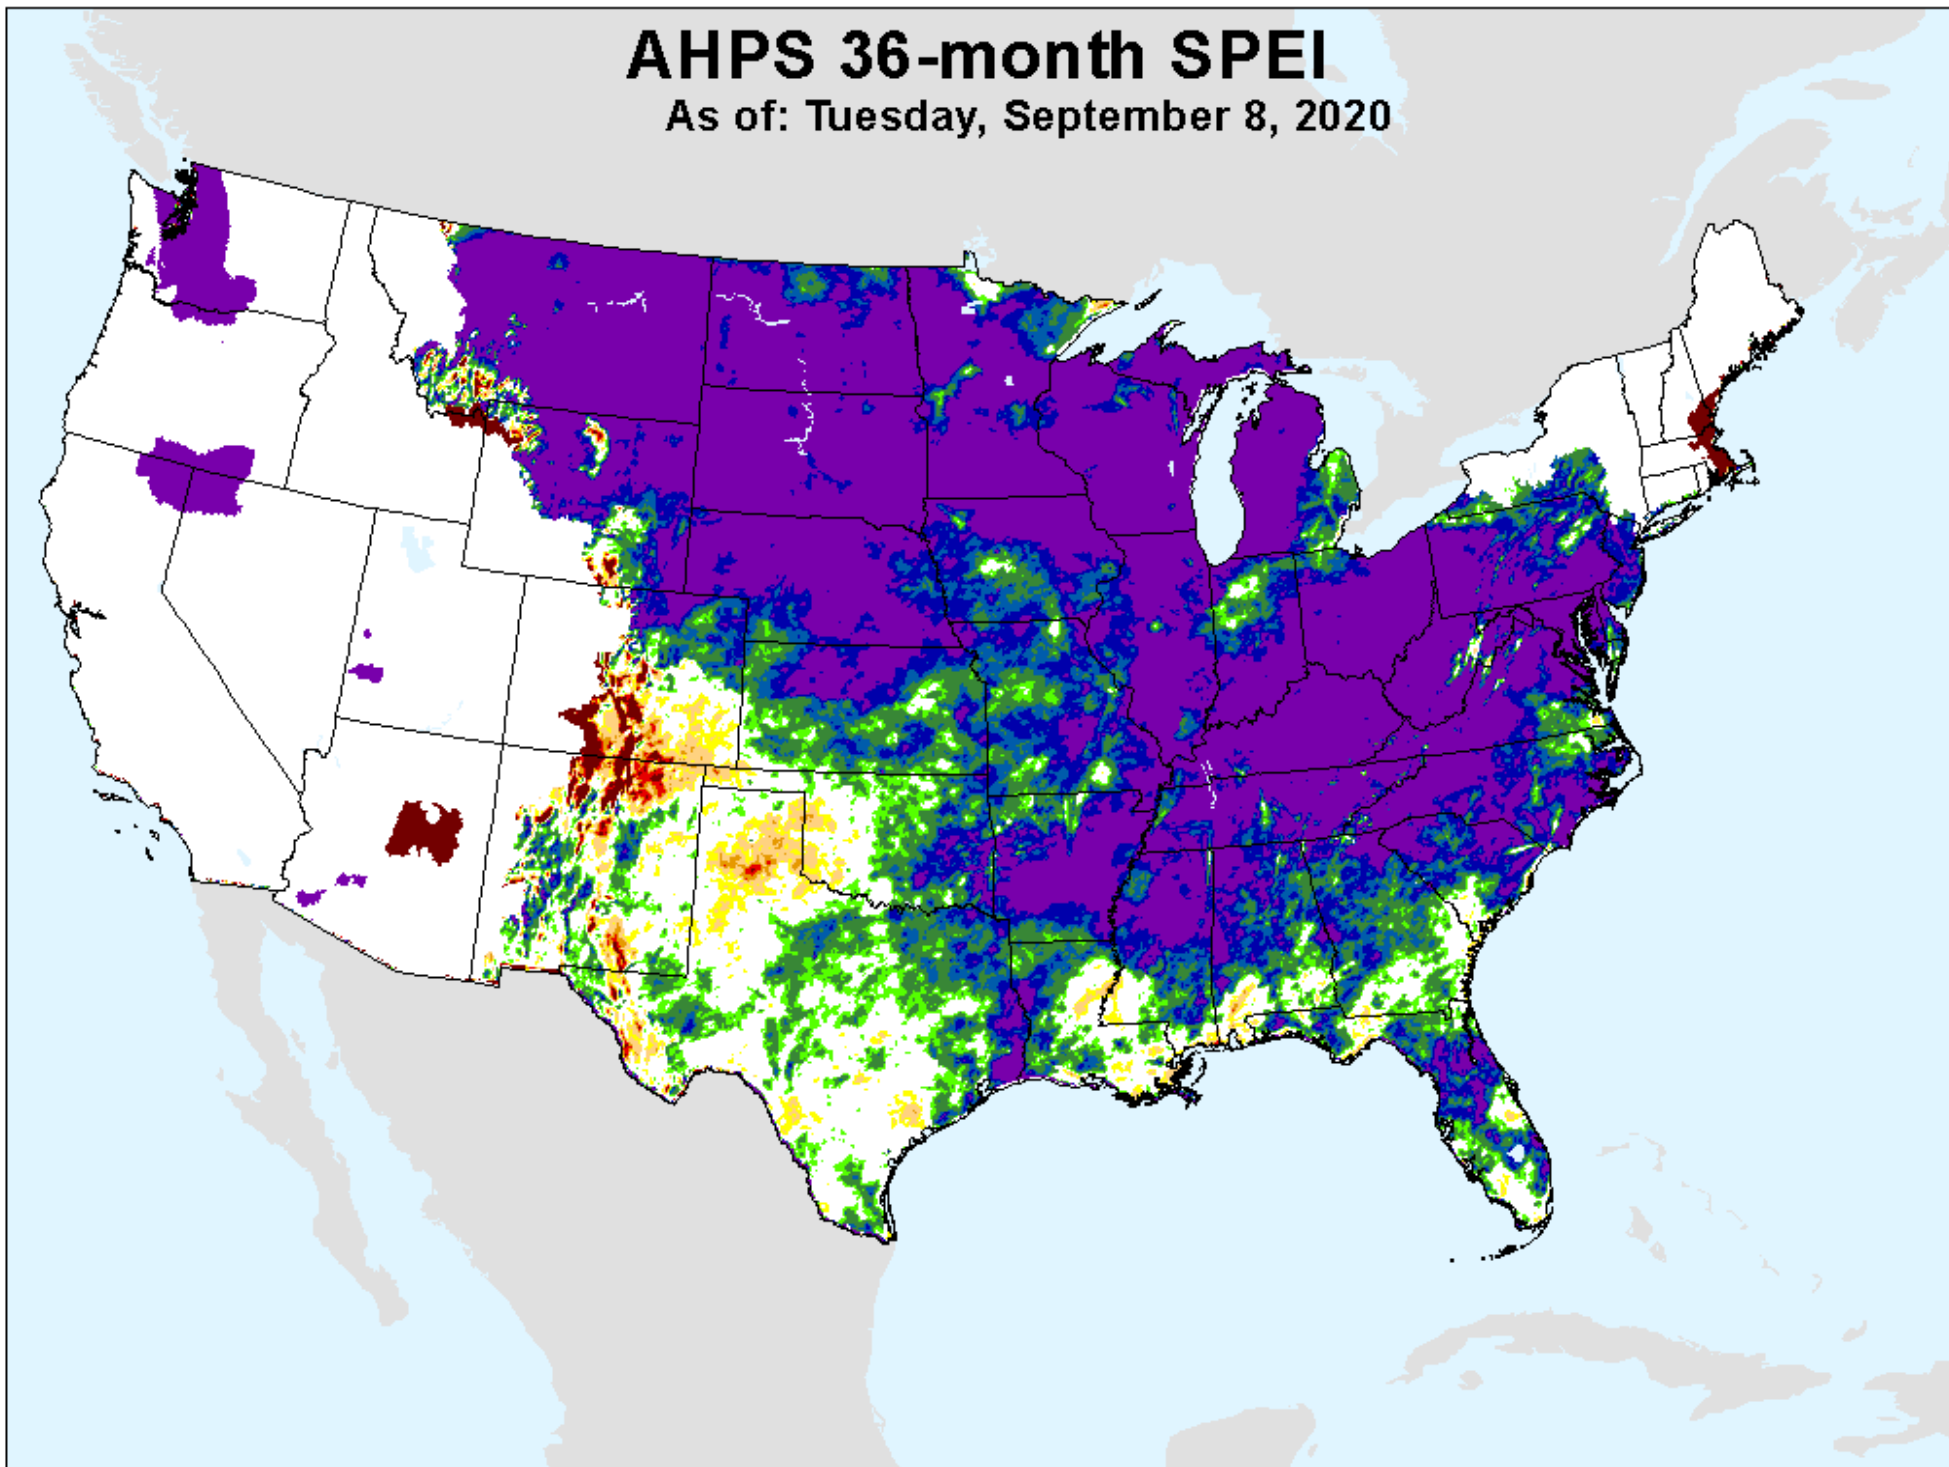 AHPS 36-month SPEI
As of: Tuesday, September 8, 2020